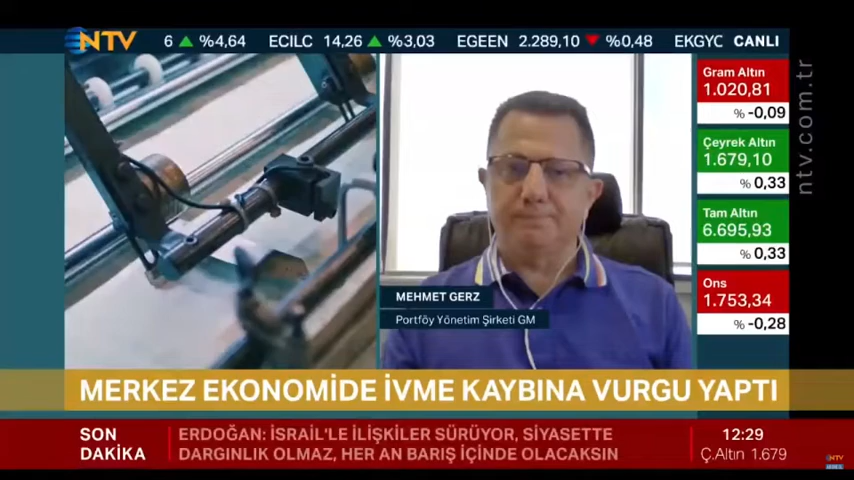 NTV 6 ▲ %4,64 ECILC 14,26 ▲ %3,03 EGEEN 2.289,10 ▼ %0,48 EKGYC CANLI
Gram Altın
1.020,81
% -0,09
Çeyrek Altın
1.679,10
% 0,33
Tam Altın
6.695,93
% 0,33
Ons
1.753,34
% -0,28
ntv.com.tr
MEHMET GERZ
Portföy Yönetim Şirketi GM
MERKEZ EKONOMİDE İVME KAYBINA VURGU YAPTI
SON
DAKİKA
ERDOĞAN: İSRAİL'LE İLİŞKİLER SÜRÜYOR, SİYASETTE
DARGINLIK OLMAZ, HER AN BARIŞ İÇİNDE OLACAKSIN
12:29
Ç.Altın 1.679
NTV